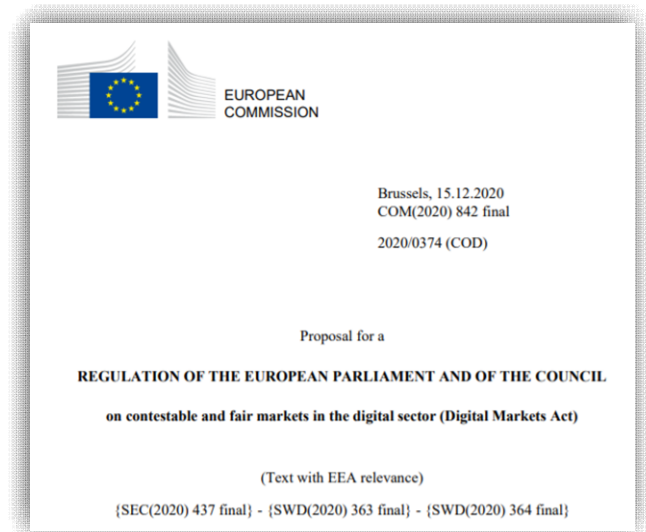 EUROPEAN
COMMISSION
Brussels, 15.12.2020
COM(2020) 842 final
2020/0374 (COD)
Proposal for a
REGULATION OF THE EUROPEAN PARLIAMENT AND OF THE COUNCIL
on contestable and fair markets in the digital sector (Digital Markets Act)
(Text with EEA relevance)
{SEC(2020) 437 final} - {SWD(2020) 363 final} - {SWD(2020) 364 final}